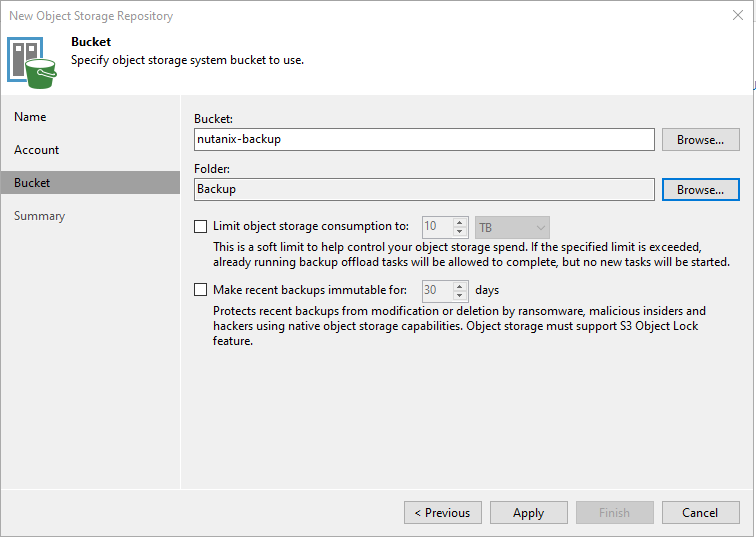 New Object Storage Repository
Bucket
Specify object storage system bucket to use.
Name
Account
Bucket
Summary
Bucket:
nutanix-backup
Browse...
Folder:
Backup
Browse...
Limit object storage consumption to: 10 TB
This is a soft limit to help control your object storage spend. If the specified limit is exceeded,
already running backup offload tasks will be allowed to complete, but no new tasks will be started.
Make recent backups immutable for: 30 days
Protects recent backups from modification or deletion by ransomware, malicious insiders and
hackers using native object storage capabilities. Object storage must support S3 Object Lock
feature.
< Previous
Apply
Finish
Cancel